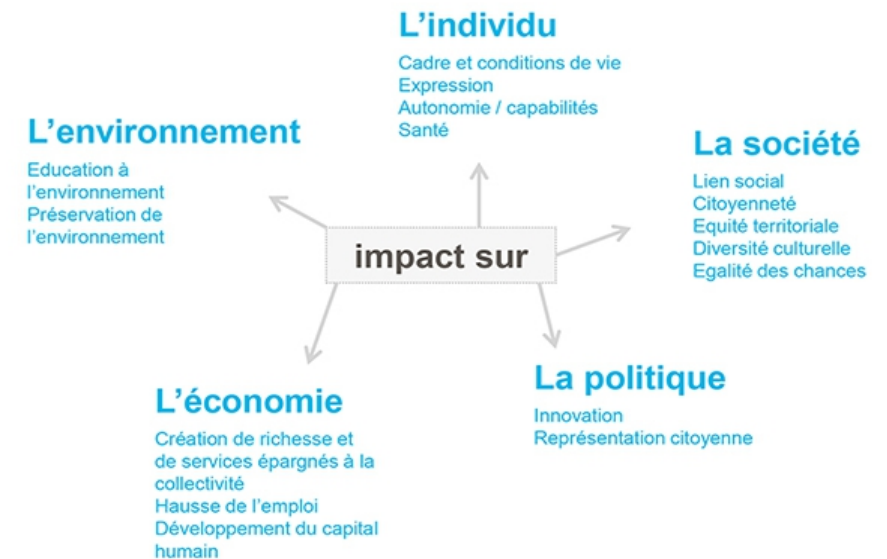 L'individu
Cadre et conditions de vie
Expression
Autonomie / capabilités
Santé
L'environnement
Education à
l'environnement
Préservation de
l'environnement
La société
Lien social
Citoyenneté
Equité territoriale
Diversité culturelle
Egalité des chances
impact sur
L'économie
Création de richesse et
de services épargnés à la
collectivité
Hausse de l'emploi
Développement du capital
humain
La politique
Innovation
Représentation citoyenne